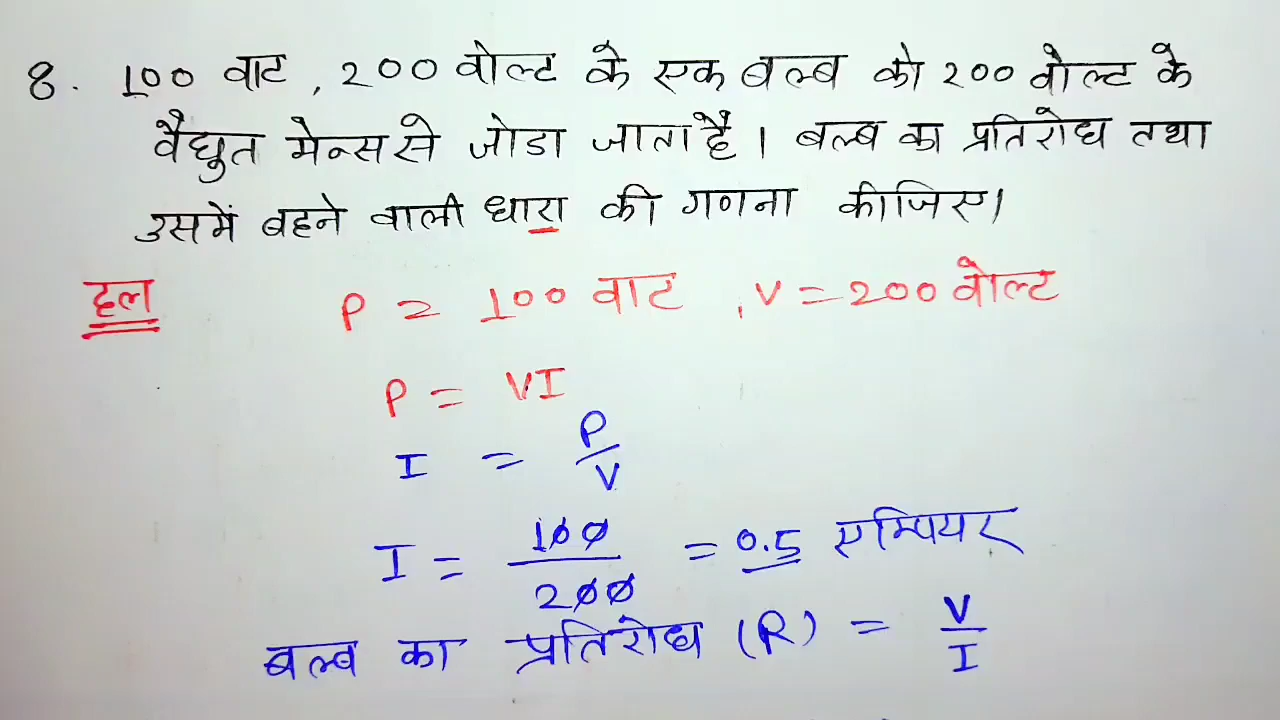 8. 100 वाट, 200 वोल्ट के एक बल्ब को 200 वोल्ट के
वैद्युत मेन्स से जोडा जाता है। बल्ब का प्रतिरोध तथा
उसमें बहने वाली धारा की गणना कीजिए।
हल P = 100 वाट , V = 200 वोल्ट
P = VI
I = P/V
I = 100/200 = 0.5 एम्पियर
बल्ब का प्रतिरोध (R) = V/I